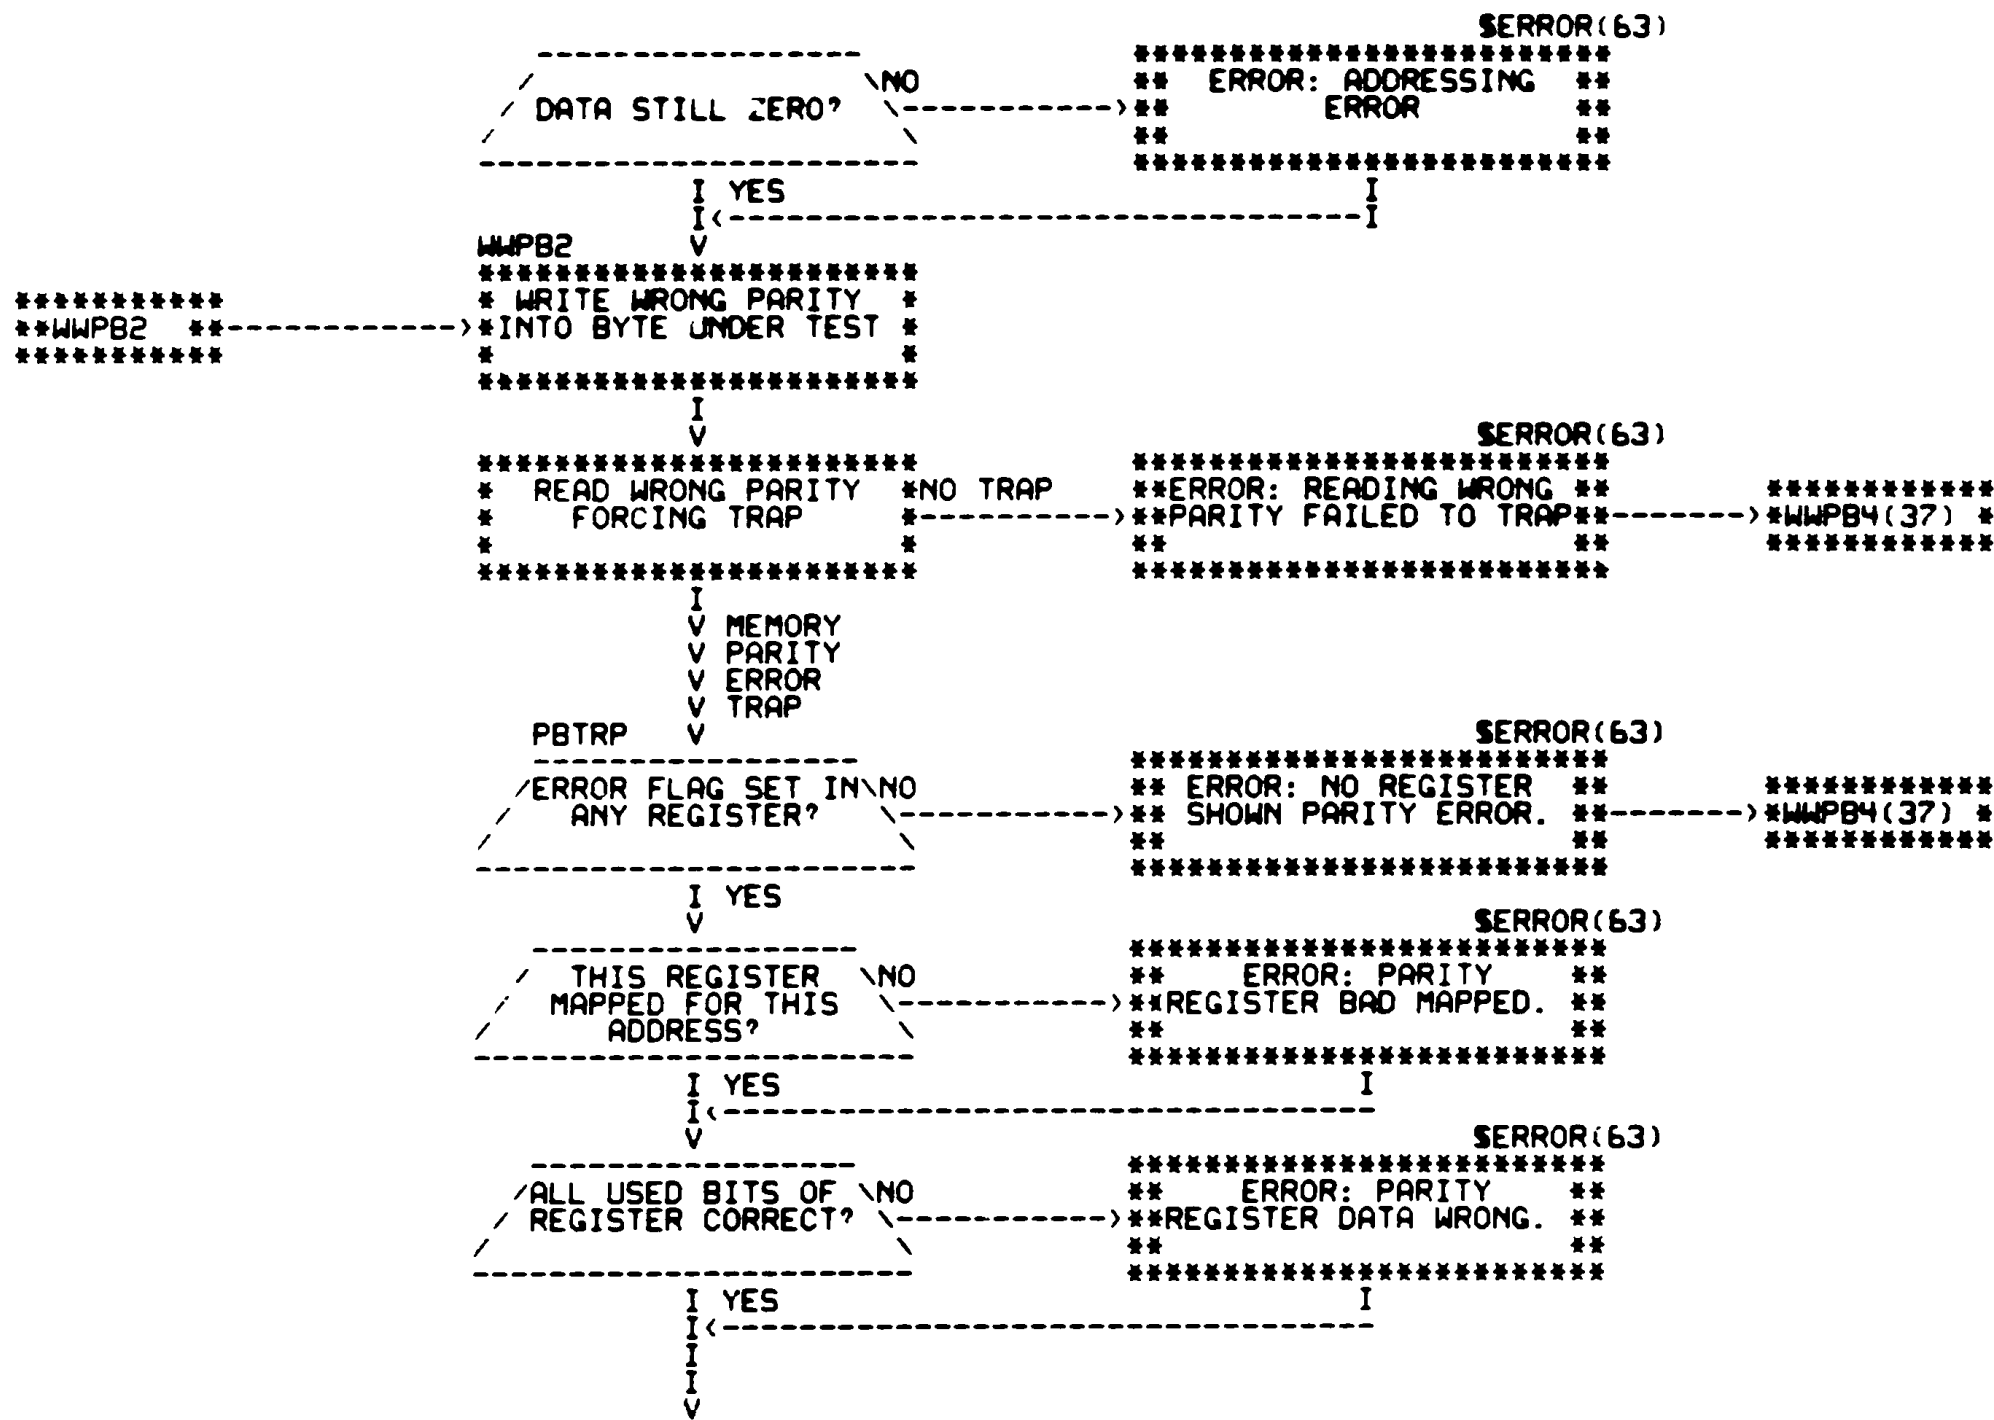 $ERROR(63)
DATA STILL ZERO?
NO
ERROR: ADDRESSING
ERROR
YES
WWPB2
WRITE WRONG PARITY
INTO BYTE UNDER TEST
WWPB2
READ WRONG PARITY
FORCING TRAP
NO TRAP
$ERROR(63)
ERROR: READING WRONG
PARITY FAILED TO TRAP
WWPB4(37)
MEMORY
PARITY
ERROR
TRAP
PBTRP
ERROR FLAG SET IN
ANY REGISTER?
NO
$ERROR(63)
ERROR: NO REGISTER
SHOWN PARITY ERROR.
WWPB4(37)
YES
THIS REGISTER
MAPPED FOR THIS
ADDRESS?
NO
$ERROR(63)
ERROR: PARITY
REGISTER BAD MAPPED.
YES
ALL USED BITS OF
REGISTER CORRECT?
NO
$ERROR(63)
ERROR: PARITY
REGISTER DATA WRONG.
YES